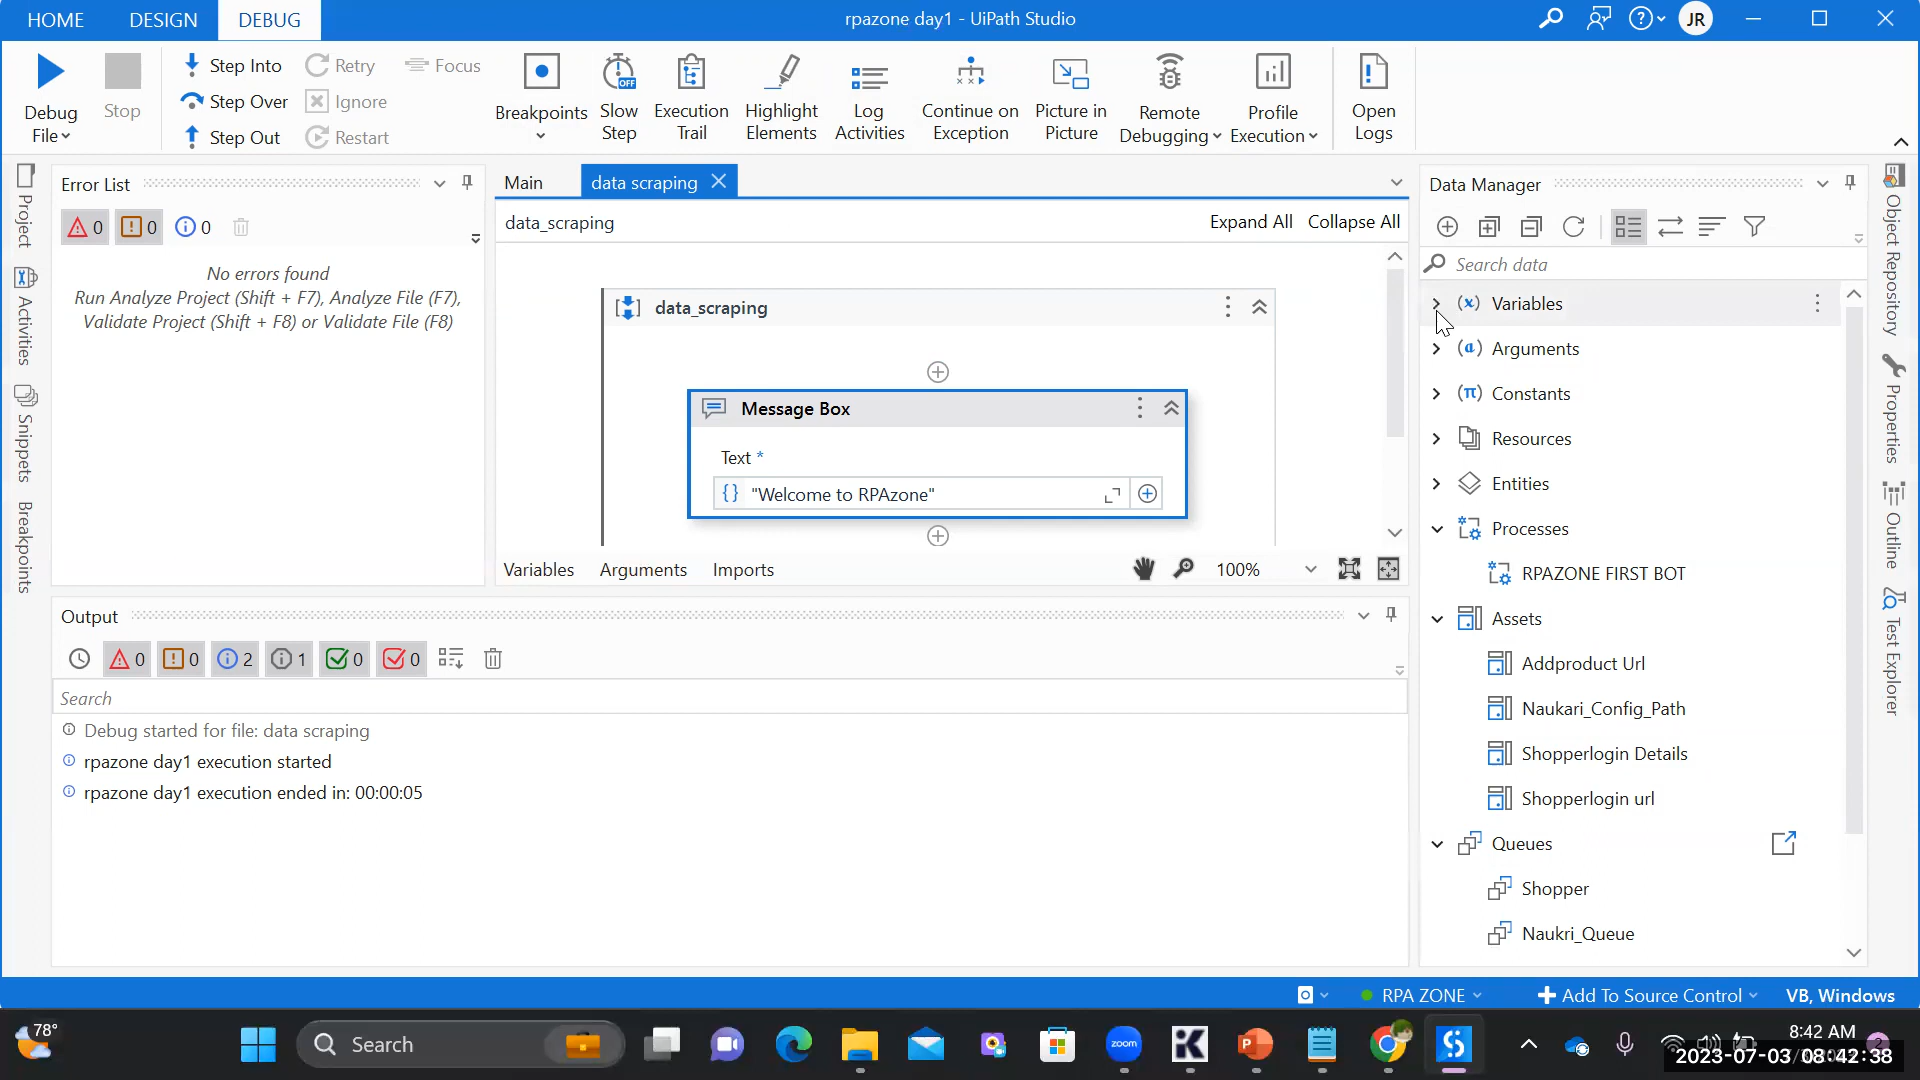 HOME DESIGN DEBUG rpazone day1 - UiPath Studio JR
Debug File Stop
Step Into Retry Focus
Step Over Ignore
Step Out Restart
Breakpoints
Slow Step
Execution Trail
Highlight Elements
Log Activities
Continue on Exception
Picture in Picture
Remote Debugging
Profile Execution
Open Logs
Project
Activities
Snippets
Breakpoints
Error List
0 0 0
No errors found
Run Analyze Project (Shift + F7), Analyze File (F7),
Validate Project (Shift + F8) or Validate File (F8)
Main data scraping
data_scraping Expand All Collapse All
data_scraping
Message Box
Text *
{} "Welcome to RPAzone"
Variables Arguments Imports 100%
Output
0 0 2 1 0 0
Search
Debug started for file: data scraping
rpazone day1 execution started
rpazone day1 execution ended in: 00:00:05
Data Manager
Search data
(x) Variables
(a) Arguments
(π) Constants
Resources
Entities
Processes
RPAZONE FIRST BOT
Assets
Addproduct Url
Naukari_Config_Path
Shopperlogin Details
Shopperlogin url
Queues
Shopper
Naukri_Queue
Object Repository
Properties
Outline
Test Explorer
RPA ZONE Add To Source Control VB, Windows
78° Search zoom 8:42 AM 2
2023-07-03 08:42:38